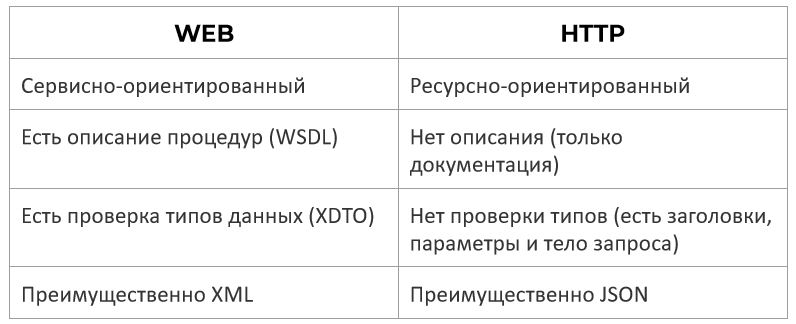 WEB
HTTP
Сервисно-ориентированный
Ресурсно-ориентированный
Есть описание процедур (WSDL)
Нет описания (только
документация)
Есть проверка типов данных (XDTO)
Нет проверки типов (есть заголовки,
параметры и тело запроса)
Преимущественно XML
Преимущественно JSON